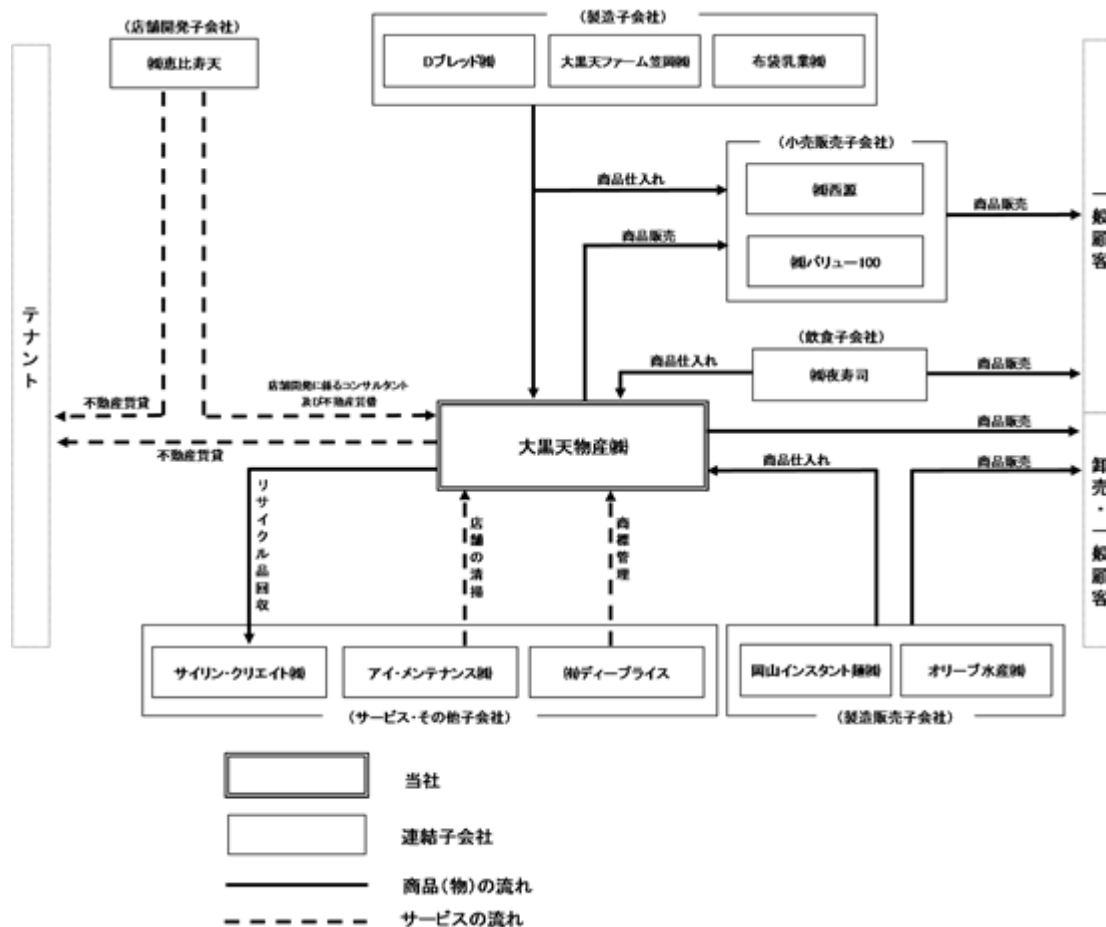 (店舗開発子会社)
㈱恵比寿天
(製造子会社)
Dブレッド㈱
大黒天ファーム笠岡㈱
布袋乳業㈱
(小売販売子会社)
㈱西源
㈱バリュー100
商品仕入れ
商品販売
商品販売
一般顧客
(飲食子会社)
㈱夜寿司
商品仕入れ
商品販売
テナント
店舗開発に係るコンサルタント
及び不動産賃借
不動産賃貸
不動産賃貸
大黒天物産㈱
商品販売
商品仕入れ
商品販売
卸売・一般顧客
リサイクル品回収
店舗の清掃
商標管理
サイリン・クリエイト㈱
アイ・メンテナンス㈱
㈲ディープライス
(サービス・その他子会社)
岡山インスタント麺㈱
オリーブ水産㈱
(製造販売子会社)
当社
連結子会社
商品(物)の流れ
サービスの流れ